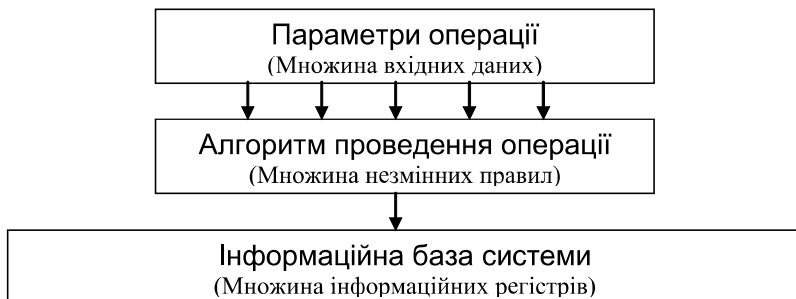 Параметри операції
(Множина вхідних даних)
Алгоритм проведення операції
(Множина незмінних правил)
Інформаційна база системи
(Множина інформаційних регістрів)